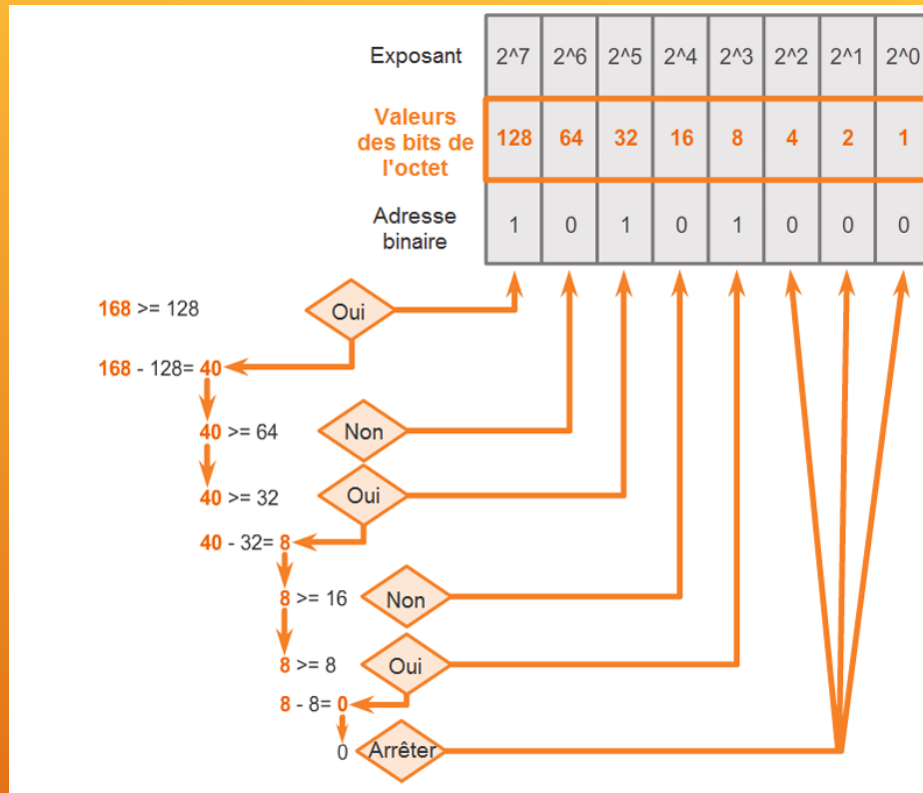 Exposant 2^7 2^6 2^5 2^4 2^3 2^2 2^1 2^0
Valeurs
des bits de
l'octet
128 64 32 16 8 4 2 1
Adresse
binaire
1 0 1 0 1 0 0 0
168 >= 128 Oui
168 - 128= 40
40 >= 64 Non
40 >= 32 Oui
40 - 32= 8
8 >= 16 Non
8 >= 8 Oui
8 - 8= 0
0 Arrêter